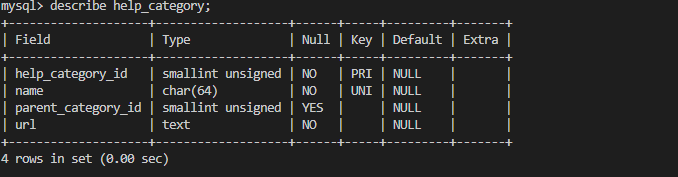 mysql> describe help_category;
+--------------------+-------------------+------+-----+---------+-------+
| Field              | Type              | Null | Key | Default | Extra |
+--------------------+-------------------+------+-----+---------+-------+
| help_category_id   | smallint unsigned | NO   | PRI | NULL    |       |
| name               | char(64)          | NO   | UNI | NULL    |       |
| parent_category_id | smallint unsigned | YES  |     | NULL    |       |
| url                | text              | NO   |     | NULL    |       |
+--------------------+-------------------+------+-----+---------+-------+
4 rows in set (0.00 sec)